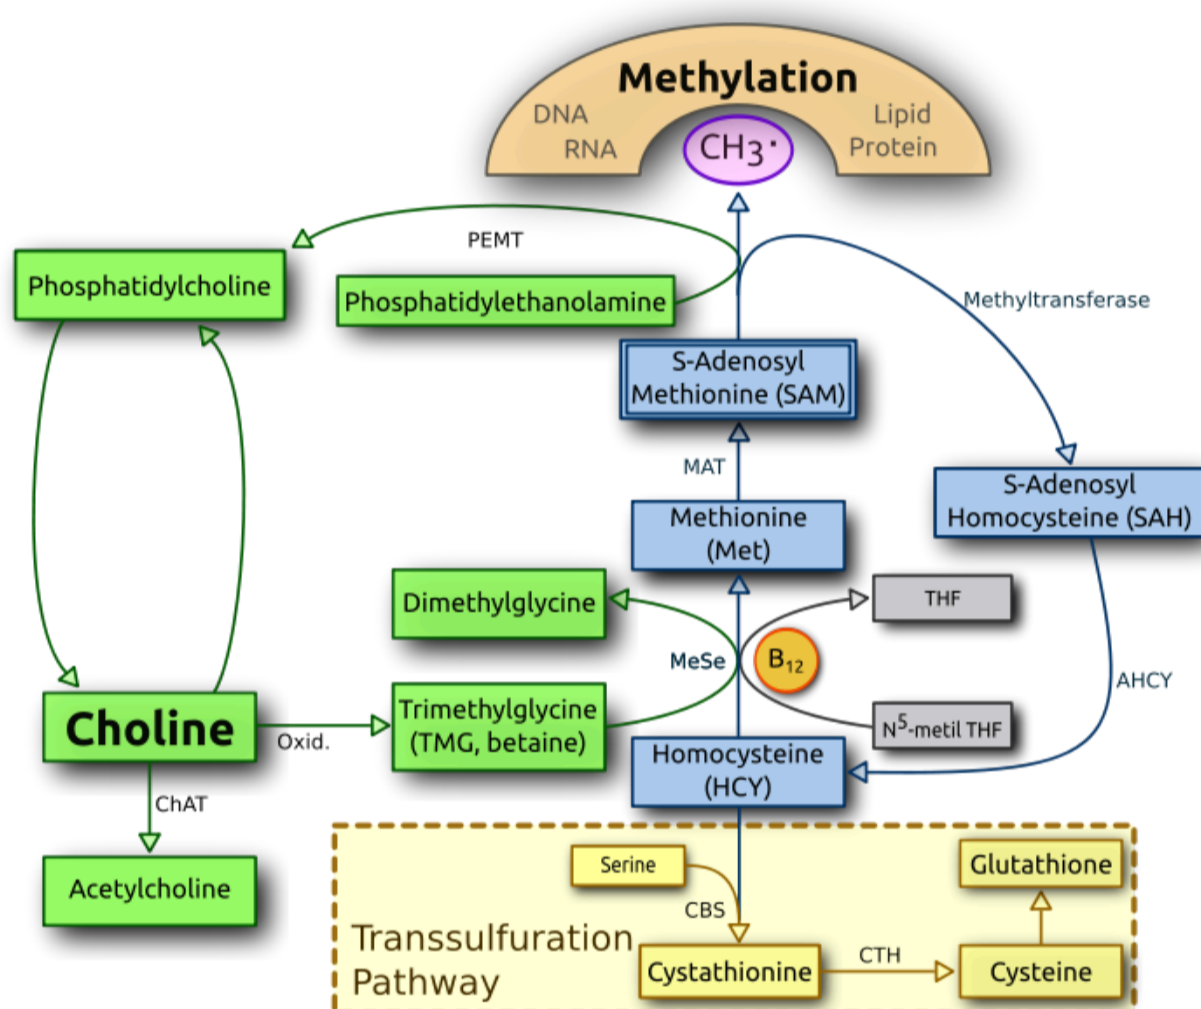 Methylation
DNA
Lipid
RNA
CH3·
Protein
PEMT
Phosphatidylcholine
Phosphatidylethanolamine
Methyltransferase
S-Adenosyl
Methionine (SAM)
MAT
S-Adenosyl
Homocysteine (SAH)
Methionine
(Met)
Dimethylglycine
THF
MeSe
B12
AHCY
Choline
Oxid.
Trimethylglycine
(TMG, betaine)
N5-metil THF
Homocysteine
(HCY)
ChAT
Acetylcholine
Serine
Glutathione
CBS
Transsulfuration
Pathway
Cystathionine
CTH
Cysteine